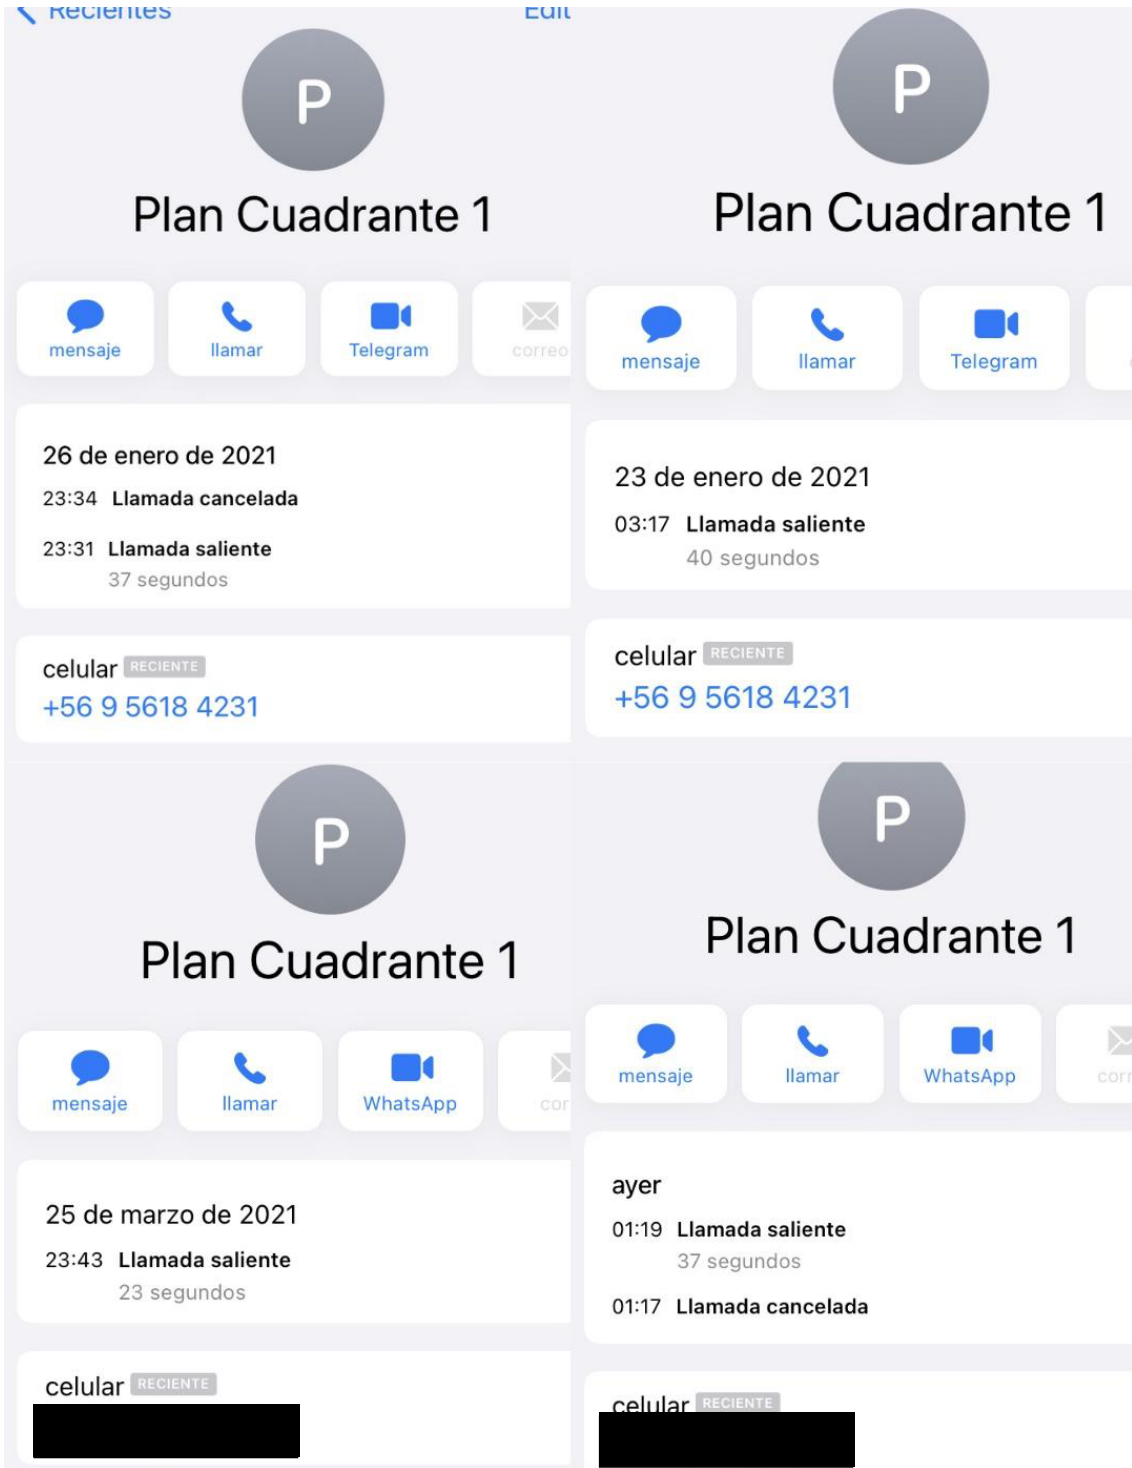 Recientes
Edit
P
Plan Cuadrante 1
mensaje
llamar
Telegram
correo
26 de enero de 2021
23:34 Llamada cancelada
23:31 Llamada saliente
37 segundos
celular RECIENTE
+56 9 5618 4231
P
Plan Cuadrante 1
mensaje
llamar
Telegram
23 de enero de 2021
03:17 Llamada saliente
40 segundos
celular RECIENTE
+56 9 5618 4231
P
Plan Cuadrante 1
mensaje
llamar
WhatsApp
cor
25 de marzo de 2021
23:43 Llamada saliente
23 segundos
celular RECIENTE
P
Plan Cuadrante 1
mensaje
llamar
WhatsApp
corr
ayer
01:19 Llamada saliente
37 segundos
01:17 Llamada cancelada
celular RECIENTE